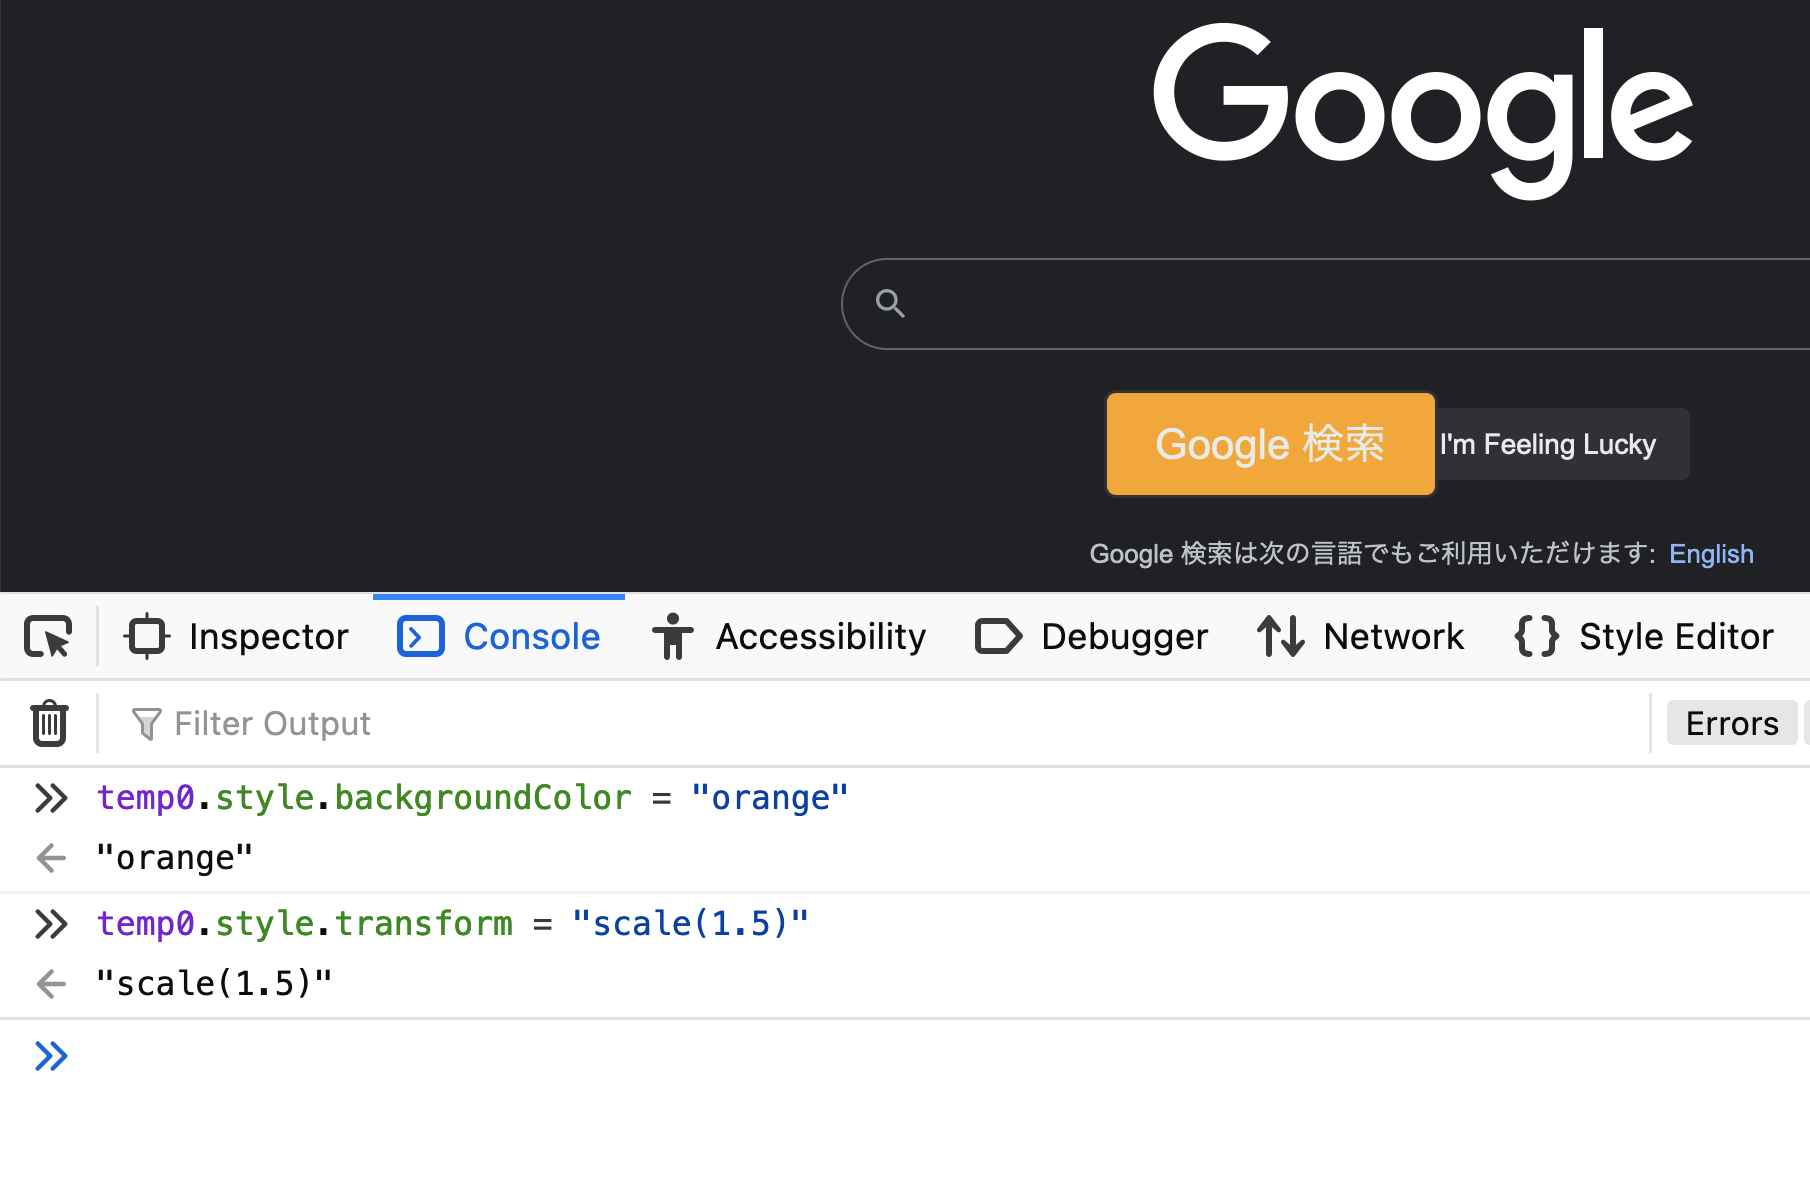 Google
Google 検索 I'm Feeling Lucky
Google 検索は次の言語でもご利用いただけます: English
Inspector Console Accessibility Debugger Network Style Editor
Filter Output Errors
temp0.style.backgroundColor = "orange"
"orange"
temp0.style.transform = "scale(1.5)"
"scale(1.5)"